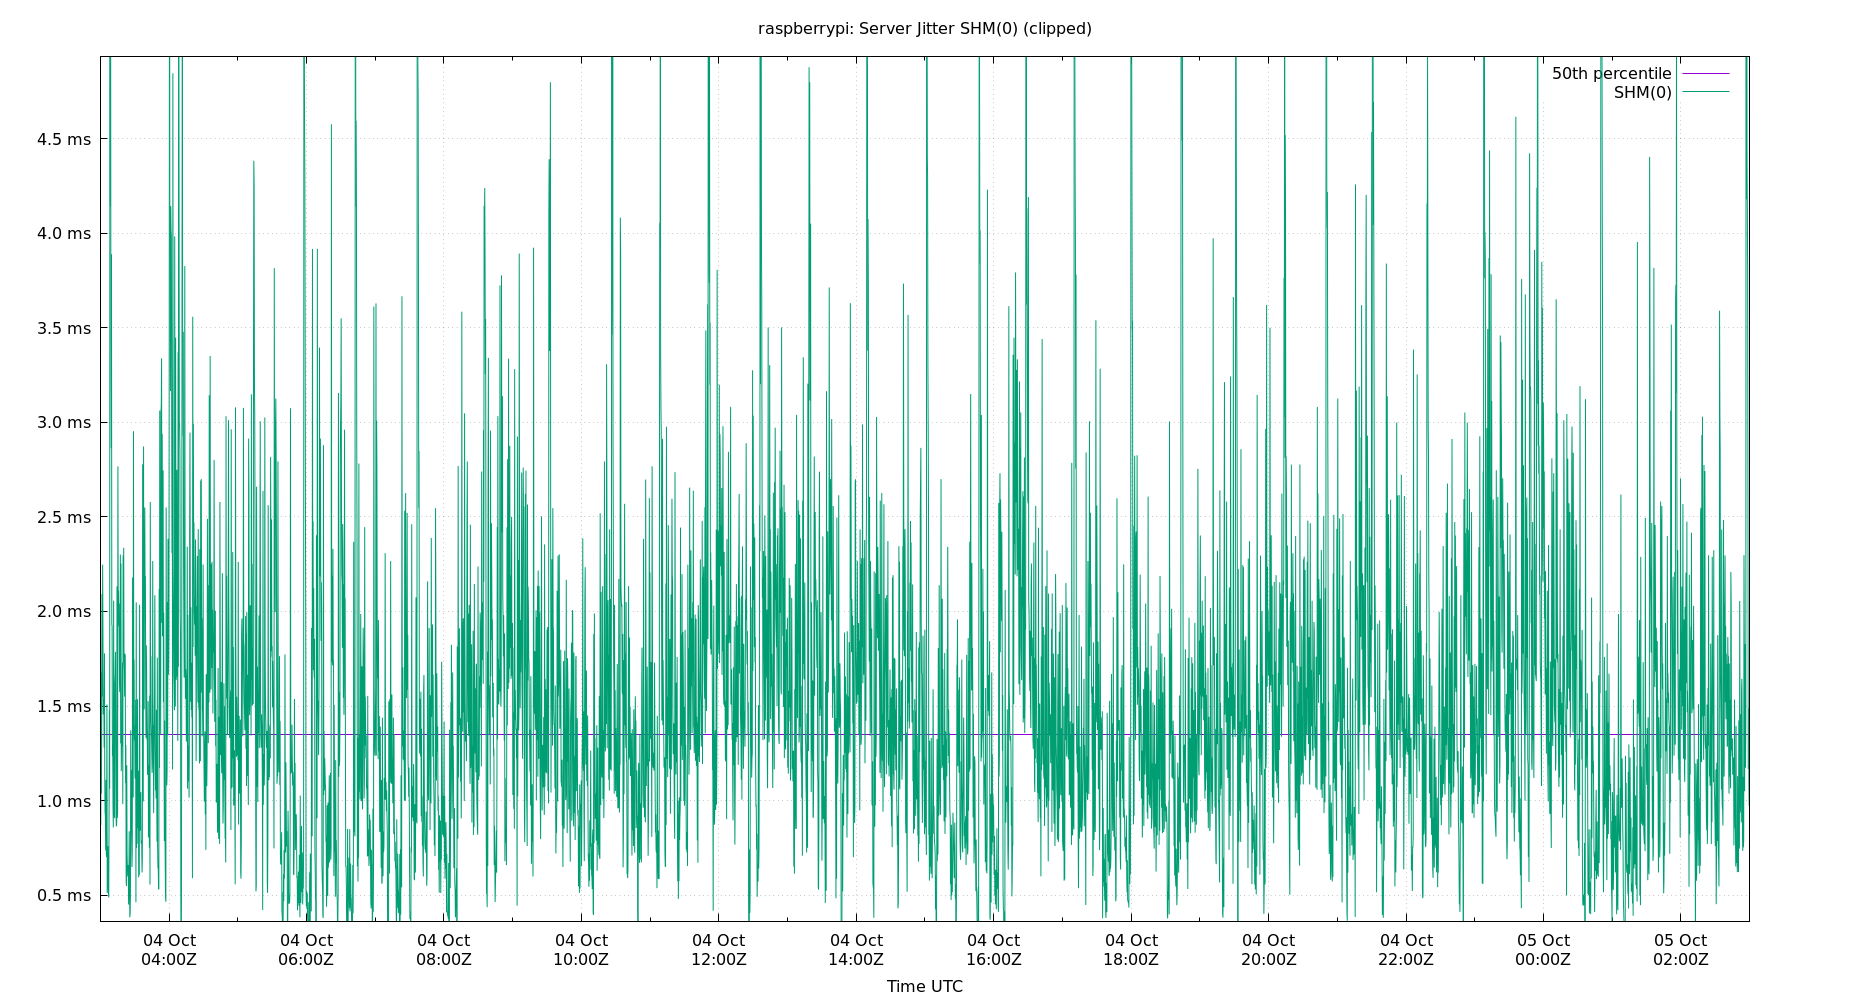 raspberrypi: Server Jitter SHM(0) (clipped)
50th percentile
SHM(0)
4.5 ms
4.0 ms
3.5 ms
3.0 ms
2.5 ms
2.0 ms
1.5 ms
1.0 ms
0.5 ms
04 Oct 04 Oct 04 Oct 04 Oct 04 Oct 04 Oct 04 Oct 04 Oct 04 Oct 04 Oct 05 Oct 05 Oct
04:00Z 06:00Z 08:00Z 10:00Z 12:00Z 14:00Z 16:00Z 18:00Z 20:00Z 22:00Z 00:00Z 02:00Z
Time UTC